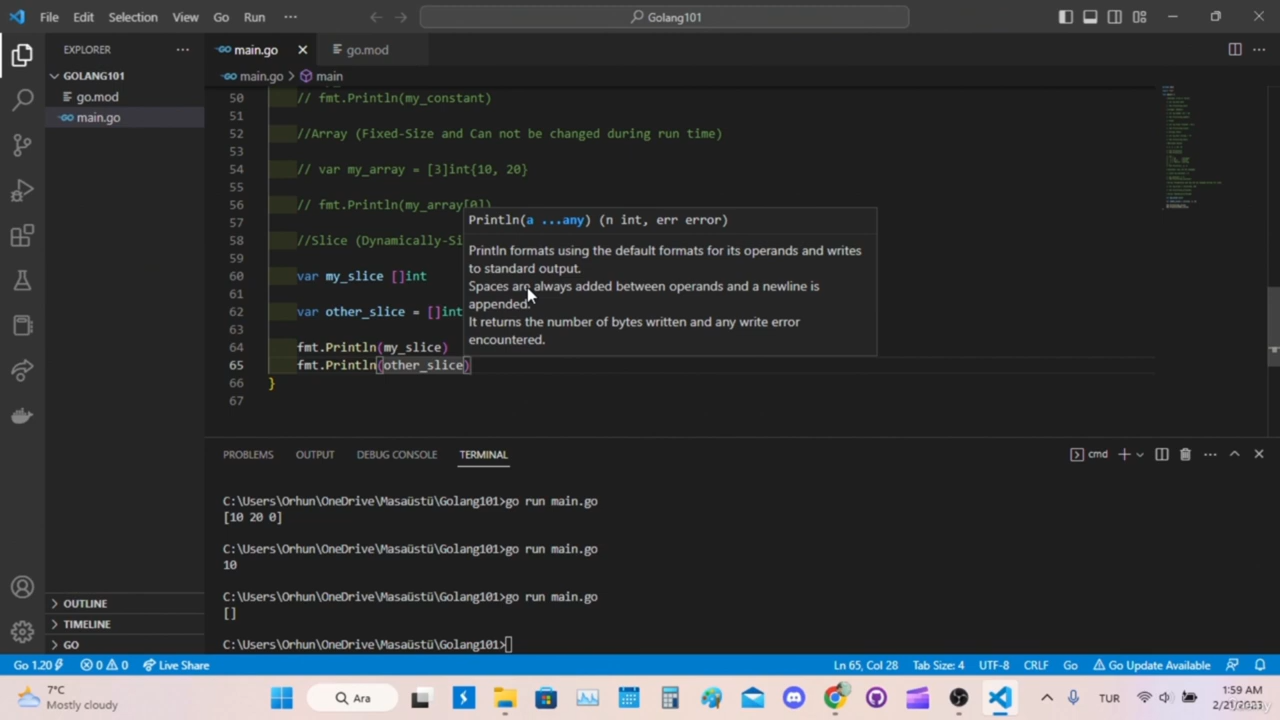 File Edit Selection View Go Run ··· Golang101
EXPLORER ···
main.go
go.mod
GOLANG101
go.mod
main.go
main.go > main
50 // fmt.Println(my_constant)
51
52 //Array (Fixed-Size and Can not be changed during run time)
53
54 // var my_array = [3]int{10, 20}
55
56 // fmt.Println(my_array[0])
57
58 //Slice (Dynamically-Si
59
60 var my_slice []int
61
62 var other_slice = []int
63
64 fmt.Println(my_slice)
65 fmt.Println(other_slice)
66 }
67
Println(a ...any) (n int, err error)
Println formats using the default formats for its operands and writes
to standard output.
Spaces are always added between operands and a newline is
appended.
It returns the number of bytes written and any write error
encountered.
PROBLEMS OUTPUT DEBUG CONSOLE TERMINAL
cmd
C:\Users\Orhun\OneDrive\Masaüstü\Golang101>go run main.go
[10 20 0]
C:\Users\Orhun\OneDrive\Masaüstü\Golang101>go run main.go
10
C:\Users\Orhun\OneDrive\Masaüstü\Golang101>go run main.go
[]
C:\Users\Orhun\OneDrive\Masaüstü\Golang101>
OUTLINE
TIMELINE
GO
Go 1.20 0 0 Live Share Ln 65, Col 28 Tab Size: 4 UTF-8 CRLF Go Go Update Available
7°C
Mostly cloudy
Ara
TUR
1:59 AM
2/21/2023